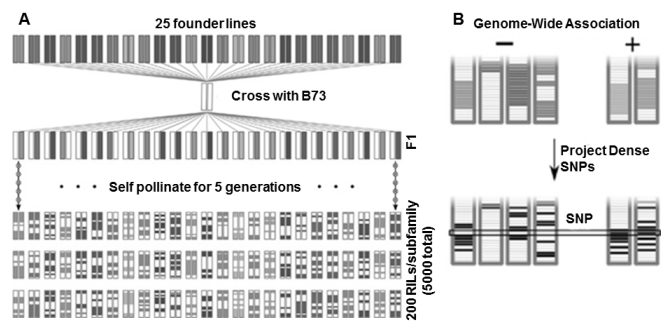 A
25 founder lines
Cross with B73
F1
Self pollinate for 5 generations
200 RILs/subfamily
(5000 total)
B
Genome-Wide Association
− +
Project Dense
SNPs
SNP